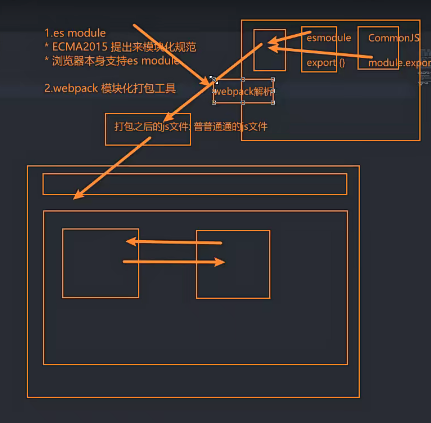 1.es module
* ECMA2015 提出来模块化规范
* 浏览器本身支持es module
2.webpack 模块化打包工具
esmodule
CommonJS
export {}
module.expor
webpack解析
打包之后的js文件: 普普通通的js文件